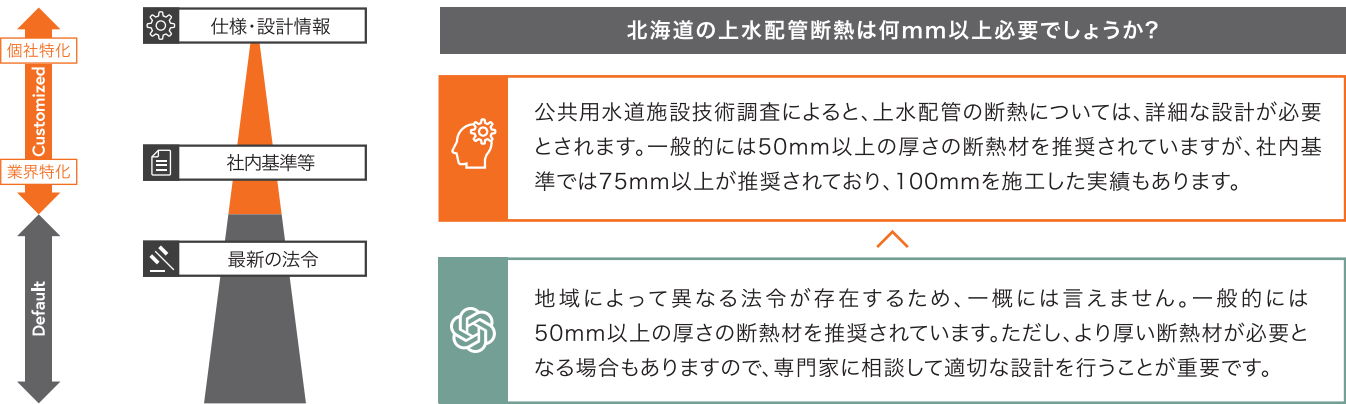 個社特化
Customized
業界特化
Default
仕様・設計情報
社内基準等
最新の法令
北海道の上水配管断熱は何mm以上必要でしょうか？
公共用水道施設技術調査によると、上水配管の断熱については、詳細な設計が必要
とされます。一般的には50mm以上の厚さの断熱材を推奨されていますが、社内基
準では75mm以上が推奨されており、100mmを施工した実績もあります。
地域によって異なる法令が存在するため、一概には言えません。一般的には
50mm以上の厚さの断熱材を推奨されています。ただし、より厚い断熱材が必要と
なる場合もありますので、専門家に相談して適切な設計を行うことが重要です。